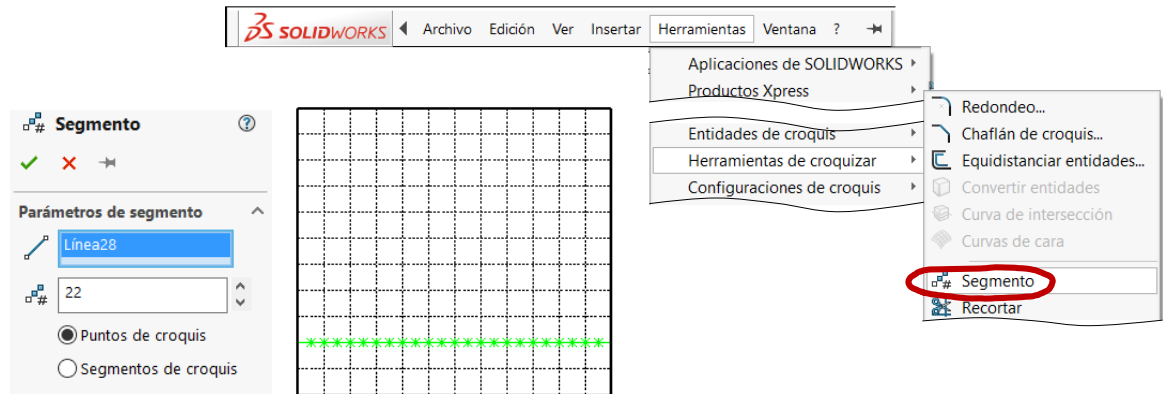 SOLIDWORKS Archivo Edición Ver Insertar Herramientas Ventana ?
Aplicaciones de SOLIDWORKS
Productos Xpress
Entidades de croquis
Herramientas de croquizar
Configuraciones de croquis
Redondeo...
Chaflán de croquis...
Equidistanciar entidades...
Convertir entidades
Curva de intersección
Curvas de cara
Segmento
Recortar
Segmento
Parámetros de segmento
Línea28
22
Puntos de croquis
Segmentos de croquis